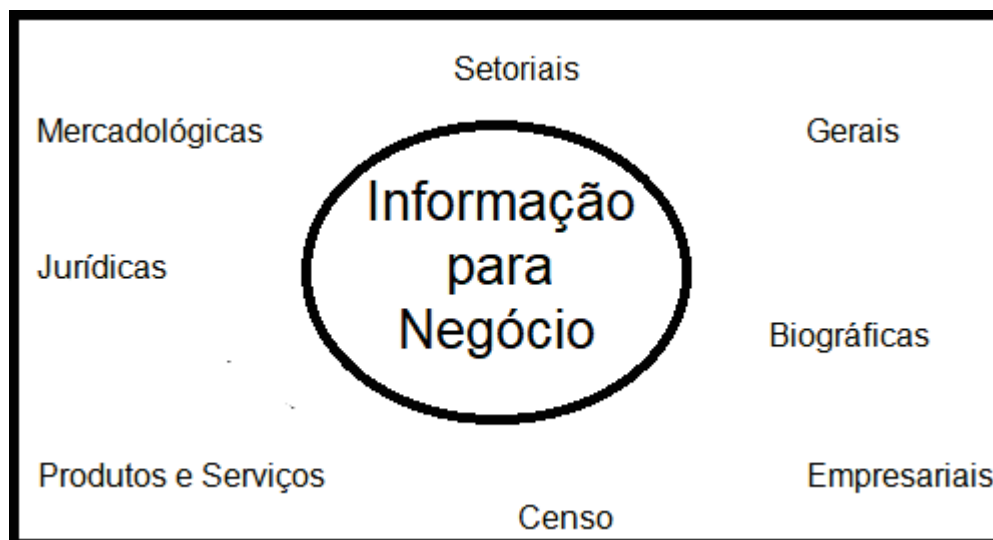 Setoriais
Mercadológicas
Gerais
Informação
para
Negócio
Jurídicas
Biográficas
Produtos e Serviços
Empresariais
Censo